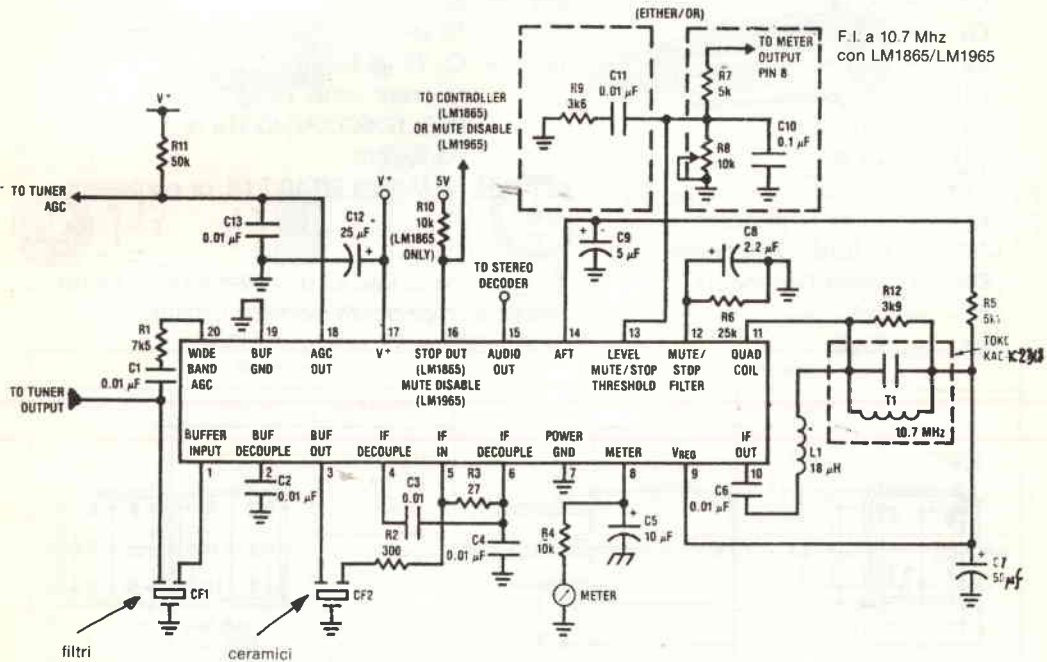 (EITHER/OR)
F.I. a 10.7 Mhz
con LM1865/LM1965
TO METER
OUTPUT
PIN 8
R7
5k
C11
0.01 µF
R9
3k6
C10
0.1 µF
R8
10k
TO CONTROLLER
(LM1865)
OR MUTE DISABLE
(LM1965)
V+
R11
50k
TO TUNER
AGC
C13
0.01 µF
C12
25 µF
V+
5V
R10
10k
(LM1865
ONLY)
TO STEREO
DECODER
C9
5 µF
C8
2.2 µF
R6
25k
R12
3k9
R5
TOKO
10.7 MHz
T1
L1
18 µH
R1
7k5
C1
0.01 µF
TO TUNER
OUTPUT
20 19 18 17 16 15 14 13 12 11
WIDE
BAND
AGC
BUF
GND
AGC
OUT
V+
STOP OUT
(LM1865)
MUTE DISABLE
(LM1965)
AUDIO
OUT
AFT
LEVEL
MUTE/STOP
THRESHOLD
MUTE/
STOP
FILTER
QUAD
COIL
BUFFER
INPUT
BUF
DECOUPLE
BUF
OUT
IF
DECOUPLE
IF
IN
IF
DECOUPLE
POWER
GND
METER
VREG
IF
OUT
1 2 3 4 5 6 7 8 9 10
C2
0.01 µF
C3
0.01
R3
27
R2
300
C4
0.01 µF
R4
10k
C5
10 µF
C6
0.01 µF
C7
50µf
METER
CF1
CF2
filtri
ceramici